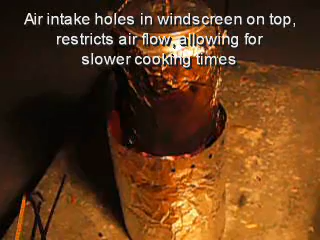 Air intake holes in windscreen on top,
restricts air flow, allowing for
slower cooking times